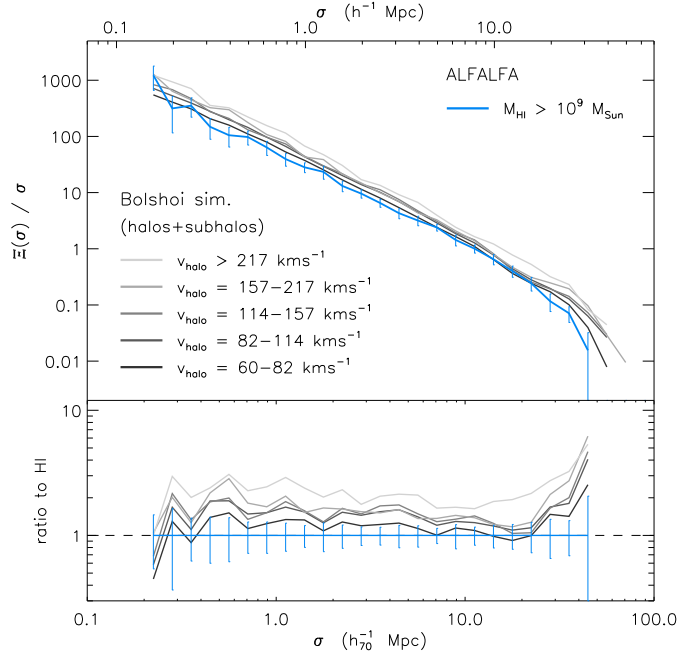 σ (h⁻¹ Mpc)
0.1 1.0 10.0
1000
100
10
1
0.1
0.01
Ξ(σ) / σ
ALFALFA
M_HI > 10⁹ M_Sun
Bolshoi sim.
(halos+subhalos)
v_halo > 217 kms⁻¹
v_halo = 157−217 kms⁻¹
v_halo = 114−157 kms⁻¹
v_halo = 82−114 kms⁻¹
v_halo = 60−82 kms⁻¹
10
1
ratio to HI
0.1 1.0 10.0 100.0
σ (h₇₀⁻¹ Mpc)